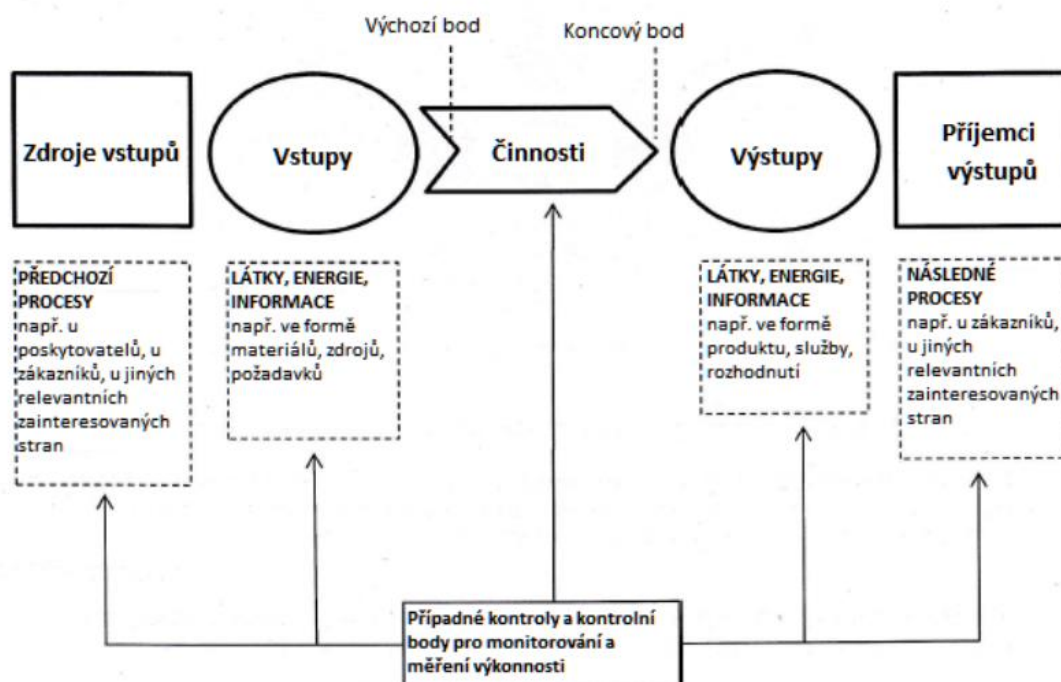 Výchozí bod
Koncový bod
Zdroje vstupů
Vstupy
Činnosti
Výstupy
Příjemci
výstupů
PŘEDCHOZÍ
PROCESY
např. u
poskytovatelů, u
zákazníků, u jiných
relevantních
zainteresovaných
stran
LÁTKY, ENERGIE,
INFORMACE
např. ve formě
materiálů, zdrojů,
požadavků
LÁTKY, ENERGIE,
INFORMACE
např. ve formě
produktu, služby,
rozhodnutí
NÁSLEDNÉ
PROCESY
např. u zákazníků,
u jiných
relevantních
zainteresovaných
stran
Případné kontroly a kontrolní
body pro monitorování a
měření výkonnosti